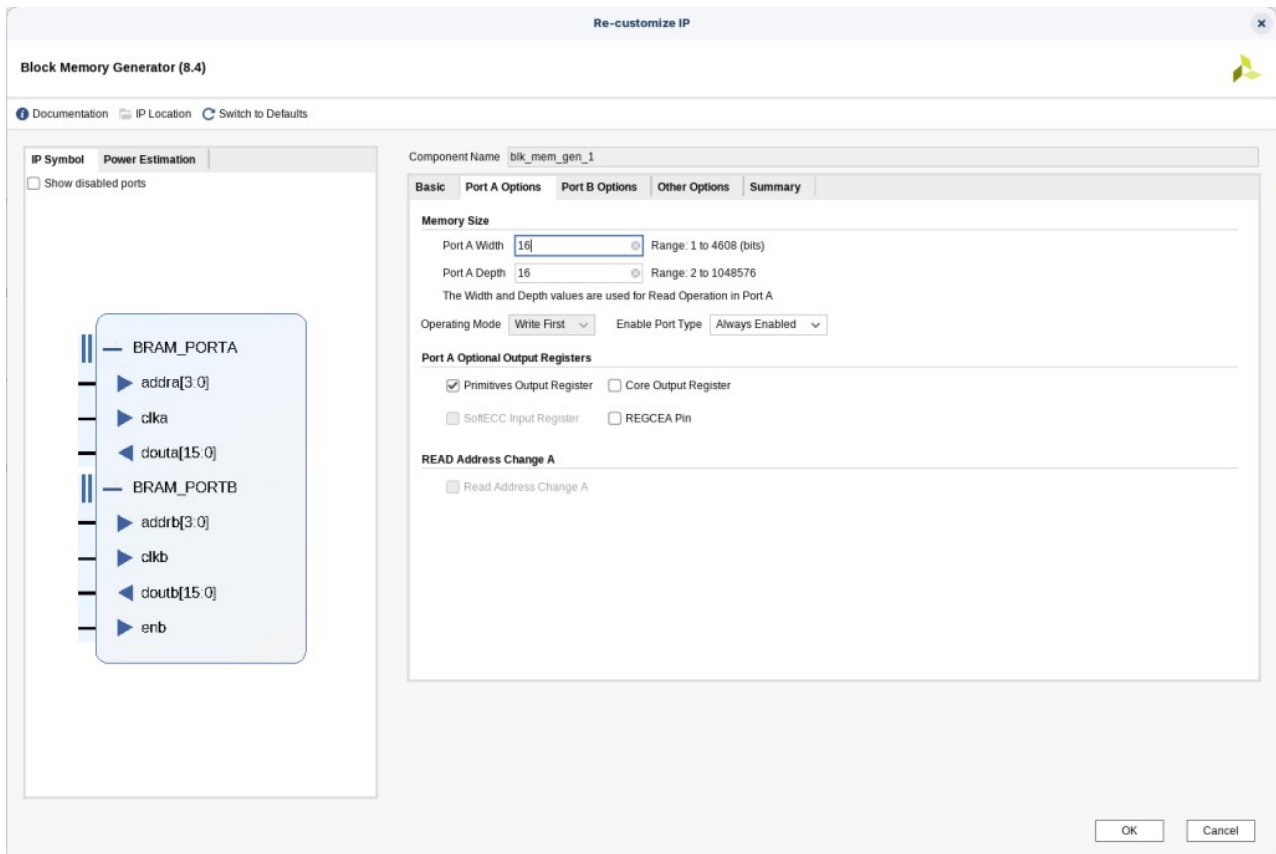 Re-customize IP
Block Memory Generator (8.4)
Documentation IP Location Switch to Defaults
IP Symbol Power Estimation
Show disabled ports
BRAM_PORTA
addra[3:0]
clka
douta[15:0]
BRAM_PORTB
addrb[3:0]
clkb
doutb[15:0]
enb
Component Name blk_mem_gen_1
Basic Port A Options Port B Options Other Options Summary
Memory Size
Port A Width 16 Range: 1 to 4608 (bits)
Port A Depth 16 Range: 2 to 1048576
The Width and Depth values are used for Read Operation in Port A
Operating Mode Write First Enable Port Type Always Enabled
Port A Optional Output Registers
Primitives Output Register Core Output Register
SoftECC Input Register REGCEA Pin
READ Address Change A
Read Address Change A
OK Cancel